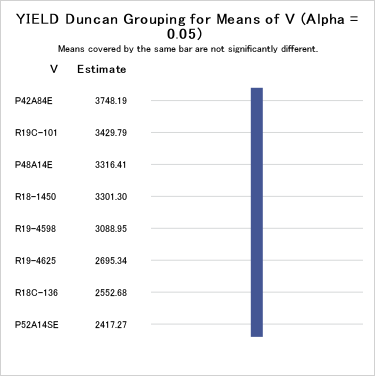 YIELD Duncan Grouping for Means of V (Alpha =
0.05)
Means covered by the same bar are not significantly different.
V Estimate
P42A84E 3748.19
R19C-101 3429.79
P48A14E 3316.41
R18-1450 3301.30
R19-4598 3088.95
R19-4625 2695.34
R18C-136 2552.68
P52A14SE 2417.27